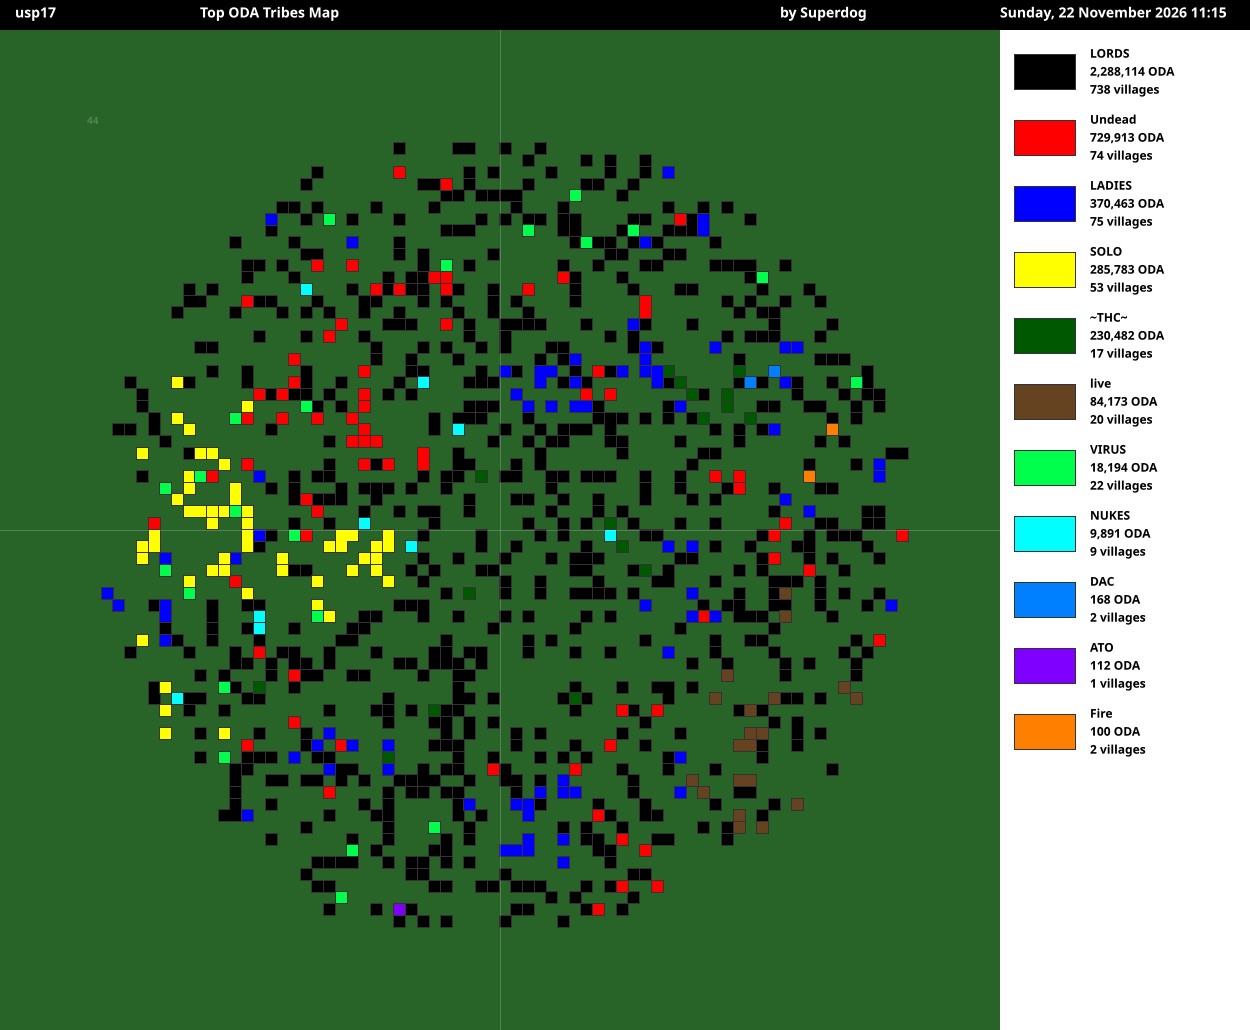 usp17 Top ODA Tribes Map by Superdog Sunday, 22 November 2026 11:15
44
LORDS
2,288,114 ODA
738 villages
Undead
729,913 ODA
74 villages
LADIES
370,463 ODA
75 villages
SOLO
285,783 ODA
53 villages
~THC~
230,482 ODA
17 villages
live
84,173 ODA
20 villages
VIRUS
18,194 ODA
22 villages
NUKES
9,891 ODA
9 villages
DAC
168 ODA
2 villages
ATO
112 ODA
1 villages
Fire
100 ODA
2 villages